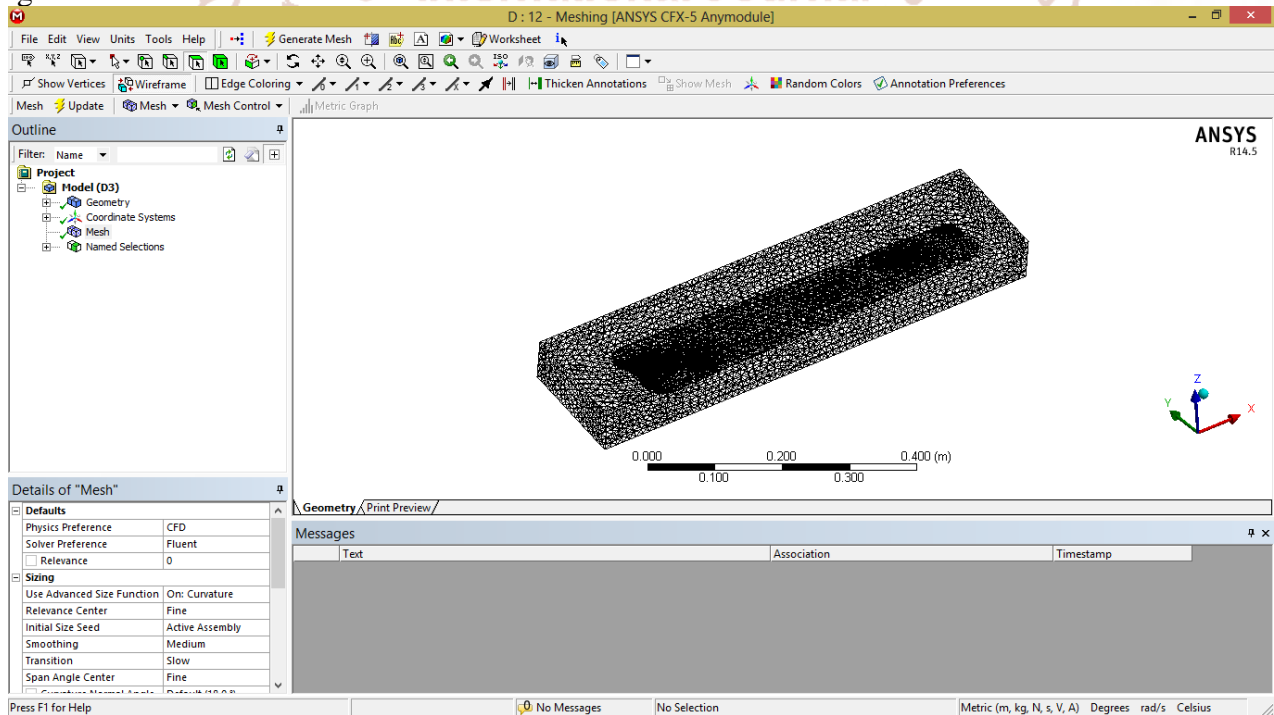 D : 12 - Meshing [ANSYS CFX-5 Anymodule]
File Edit View Units Tools Help Generate Mesh Worksheet
Show Vertices Wireframe Edge Coloring Thicken Annotations Show Mesh Random Colors Annotation Preferences
Mesh Update Mesh Mesh Control Metric Graph
Outline
Filter: Name
Project
Model (D3)
Geometry
Coordinate Systems
Mesh
Named Selections
ANSYS
R14.5
Z
Y
X
0.000 0.200 0.400 (m)
0.100 0.300
Geometry Print Preview
Details of "Mesh"
Defaults
Physics Preference CFD
Solver Preference Fluent
Relevance 0
Sizing
Use Advanced Size Function On: Curvature
Relevance Center Fine
Initial Size Seed Active Assembly
Smoothing Medium
Transition Slow
Span Angle Center Fine
Messages
Text Association Timestamp
Press F1 for Help 0 No Messages No Selection Metric (m, kg, N, s, V, A) Degrees rad/s Celsius